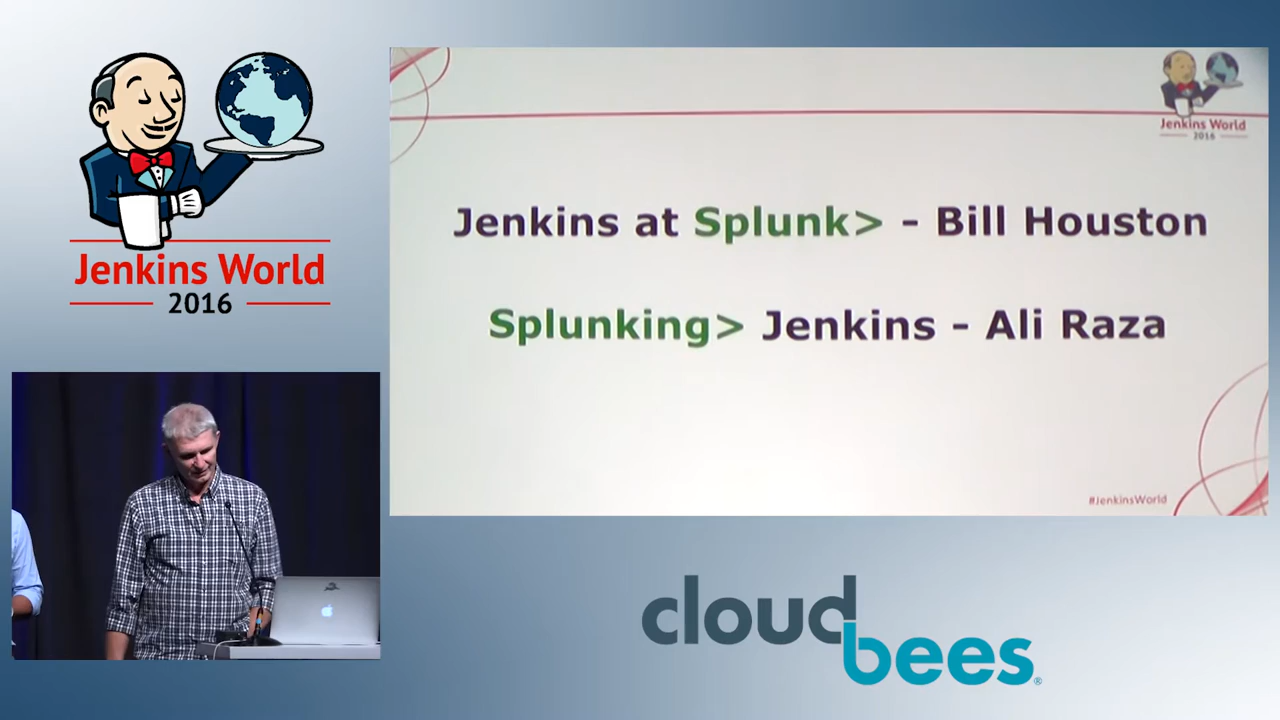 Jenkins World
2016
Jenkins World
2016
Jenkins at Splunk> - Bill Houston
Splunking> Jenkins - Ali Raza
#JenkinsWorld
cloudbees®